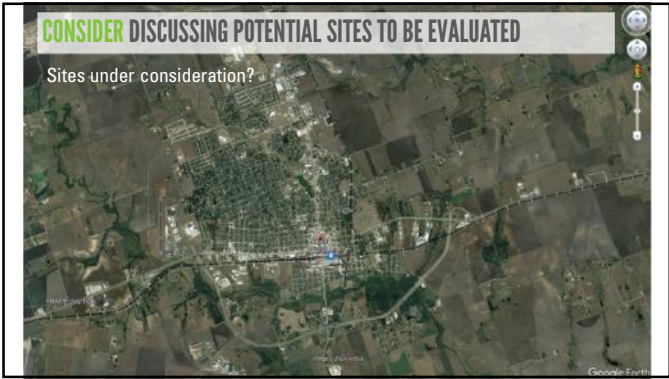 CONSIDER DISCUSSING POTENTIAL SITES TO BE EVALUATED
Sites under consideration?
Google Earth